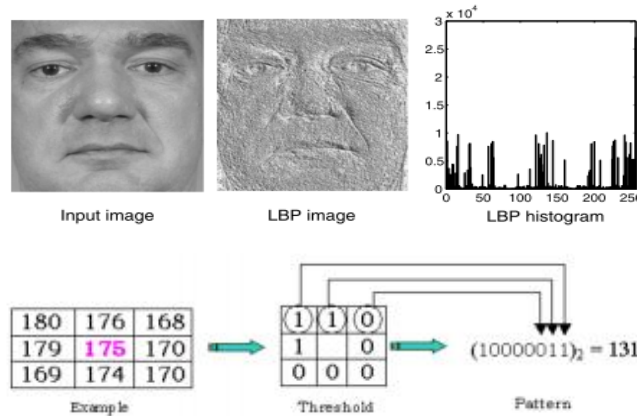 x 10⁴
3
2.5
2
1.5
1
0.5
0
0 50 100 150 200 250
Input image LBP image LBP histogram
180 176 168
179 175 170
169 174 170
1 1 0
1 0
0 0 0
(10000011)₂ = 131
Example Threshold Pattern